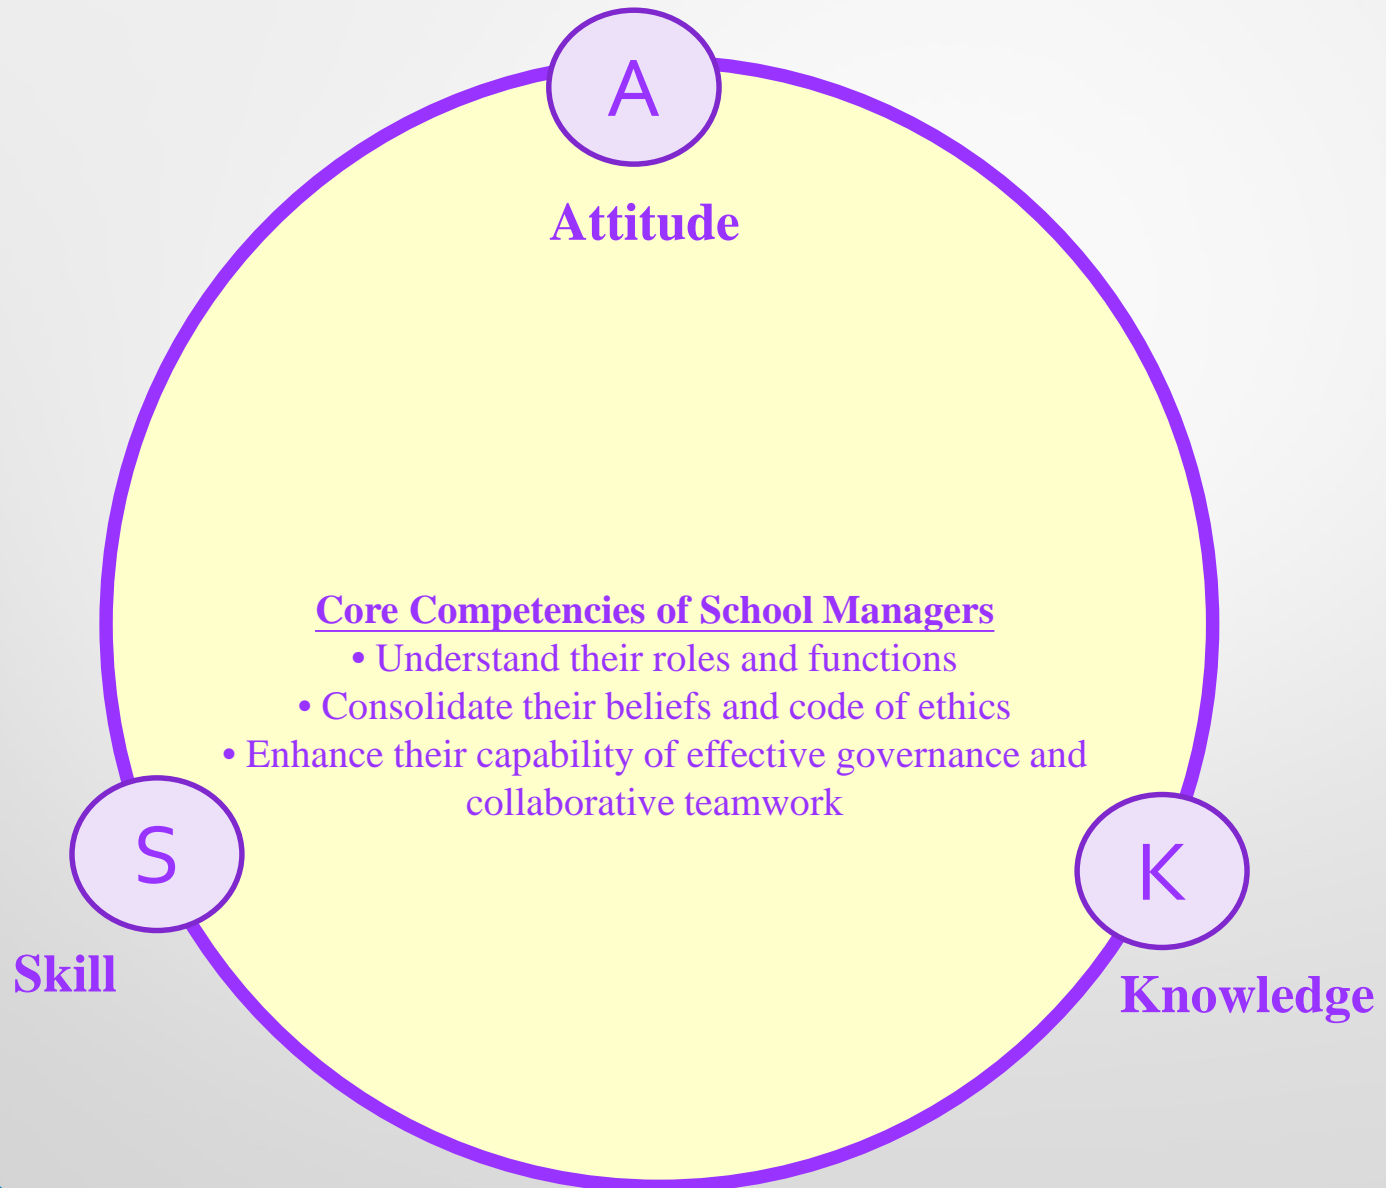 A
Attitude
Core Competencies of School Managers
• Understand their roles and functions
• Consolidate their beliefs and code of ethics
• Enhance their capability of effective governance and
collaborative teamwork
S
K
Skill
Knowledge